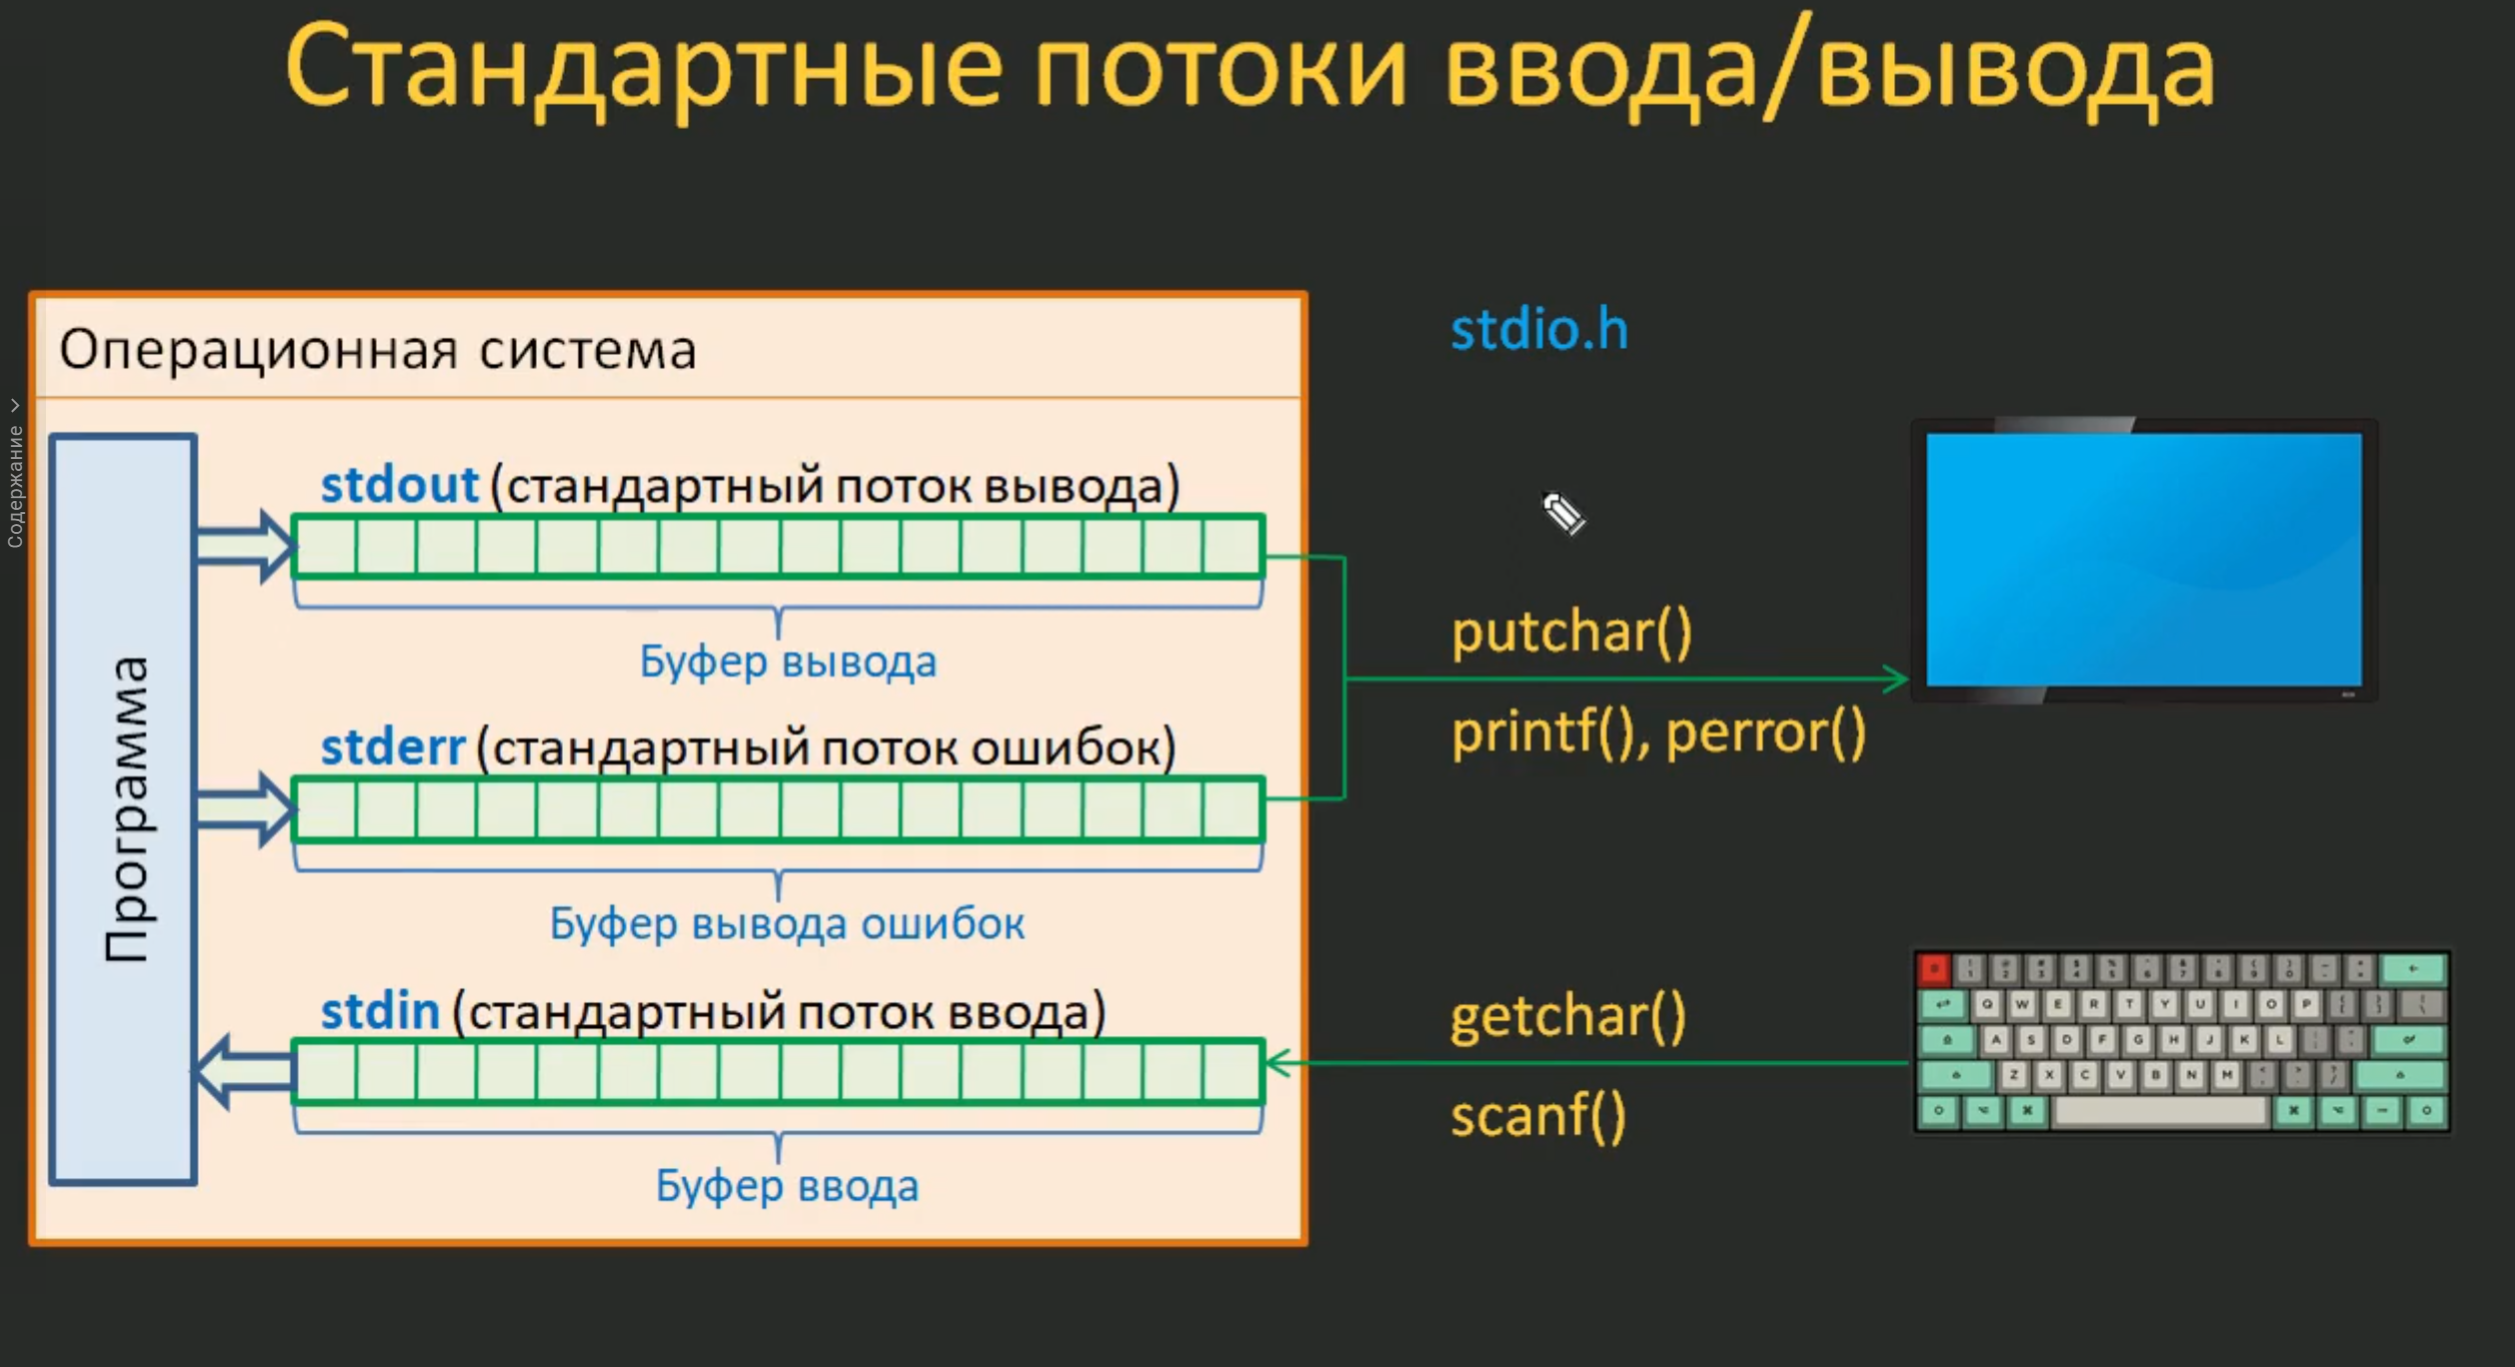 Стандартные потоки ввода/вывода
Содержание
Операционная система
Программа
stdout (стандартный поток вывода)
Буфер вывода
stderr (стандартный поток ошибок)
Буфер вывода ошибок
stdin (стандартный поток ввода)
Буфер ввода
stdio.h
putchar()
printf(), perror()
getchar()
scanf()
Q W E R T Y U I O P
A S D F G H J K L
Z X C V B N M